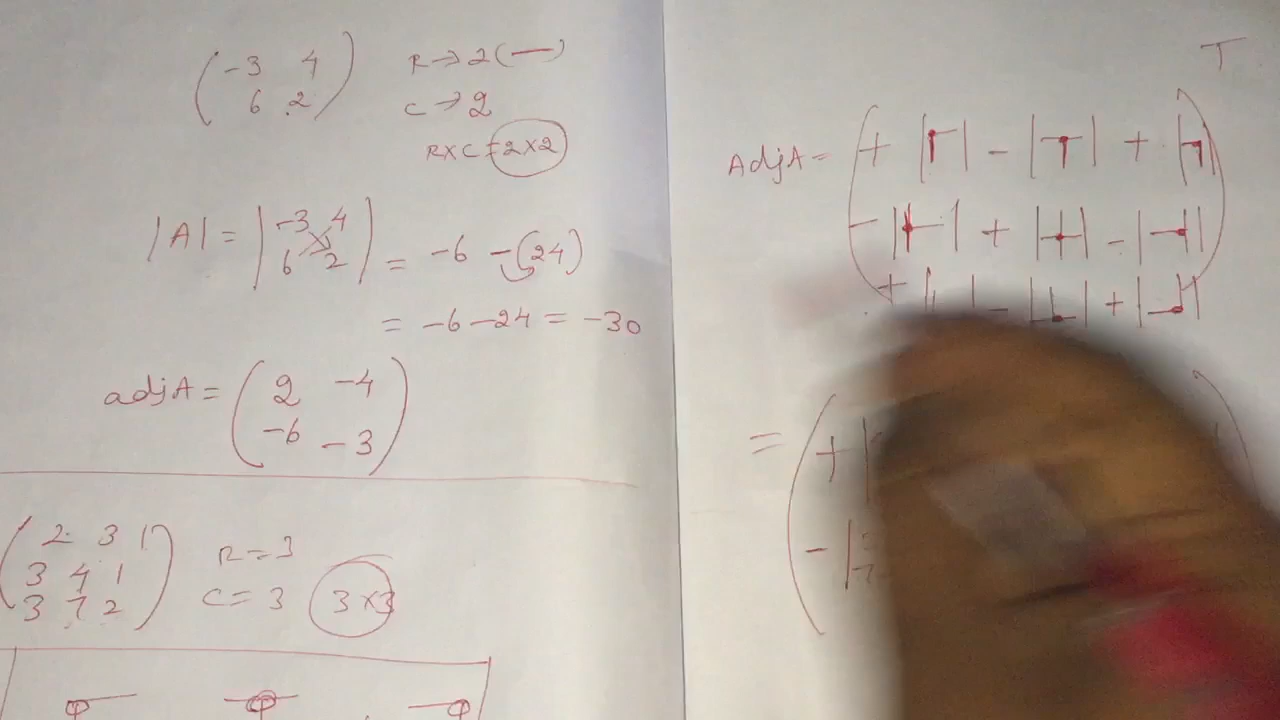 (-3 4
6 2)
R → 2 (—)
C → 2
R×C = 2×2
|A| = |-3 4
6 2| = -6 -(24)
= -6 -24 = -30
adjA = (2 -4
-6 -3)
(2 3 1
3 4 1
3 7 2)
R = 3
C = 3 3×3
T
AdjA = (+ | | - | | + | |
- | | + | | - | |
+ | | - | | + | |)
= (+ |
- |